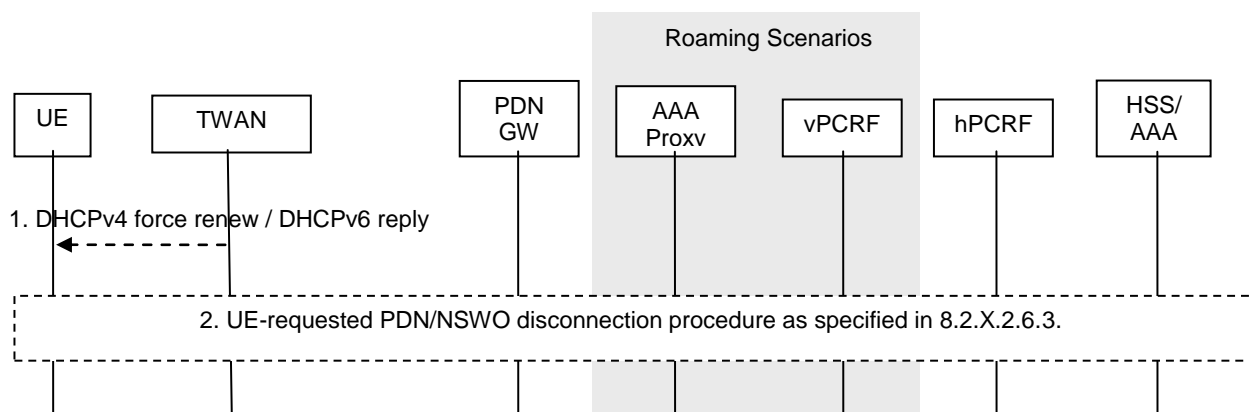 Roaming Scenarios
UE
TWAN
PDN
GW
AAA
Proxv
vPCRF
hPCRF
HSS/
AAA
1. DHCPv4 force renew / DHCPv6 reply
2. UE-requested PDN/NSWO disconnection procedure as specified in 8.2.X.2.6.3.